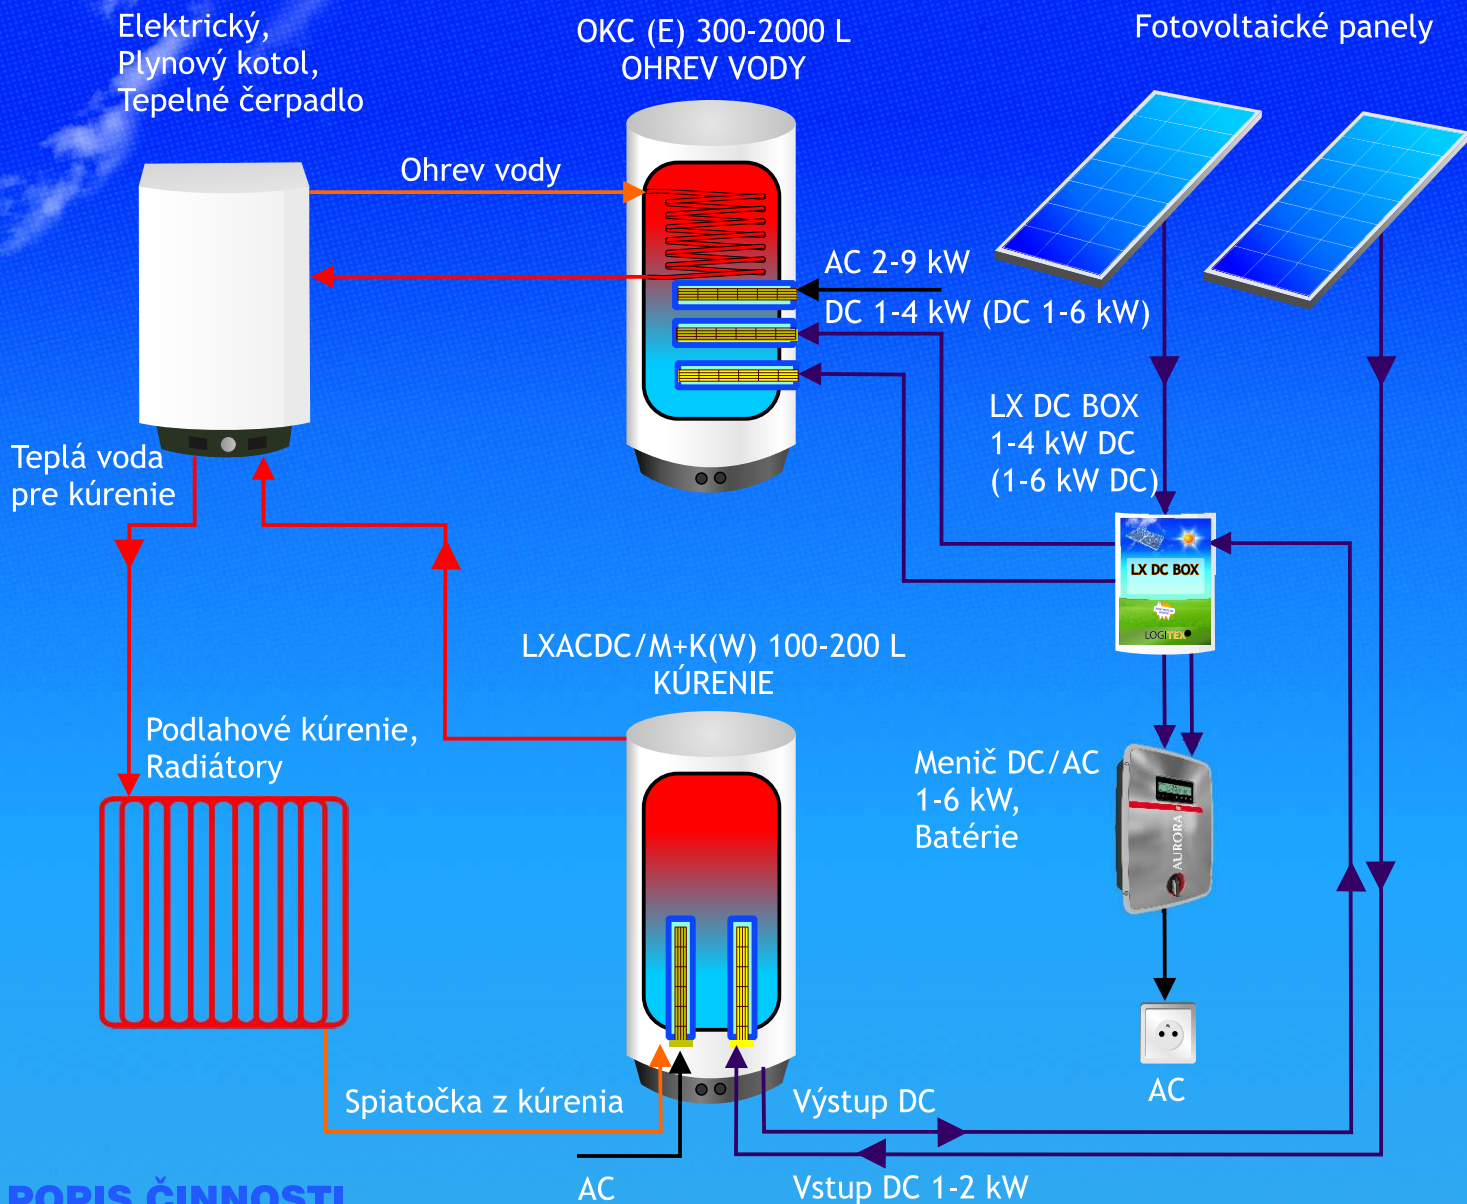 Elektrický,
Plynový kotol,
Tepelné čerpadlo
OKC (E) 300-2000 L
OHREV VODY
Fotovoltaické panely
Ohrev vody
AC 2-9 kW
DC 1-4 kW (DC 1-6 kW)
LX DC BOX
1-4 kW DC
(1-6 kW DC)
Teplá voda
pre kúrenie
LX DC BOX
LOGITEX
LXACDC/M+K(W) 100-200 L
KÚRENIE
Podlahové kúrenie,
Radiátory
Menič DC/AC
1-6 kW,
Batérie
AURORA
AC
Spiatočka z kúrenia
Výstup DC
AC
Vstup DC 1-2 kW
POPIS ČINNOSTI